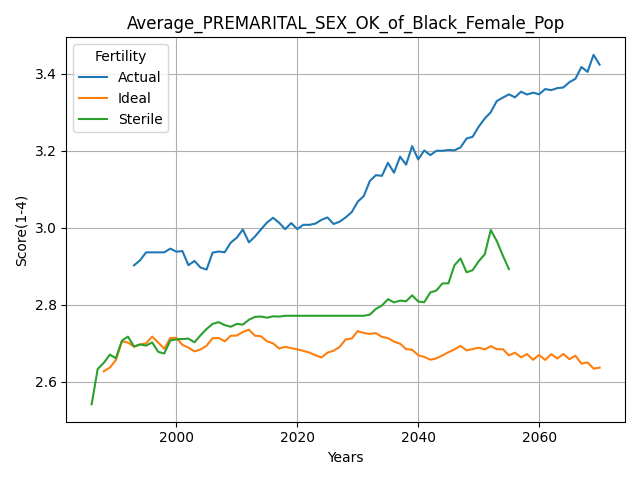 Average_PREMARITAL_SEX_OK_of_Black_Female_Pop
Fertility
Actual
Ideal
Sterile
Score(1-4)
3.4
3.2
3.0
2.8
2.6
2000 2020 2040 2060
Years